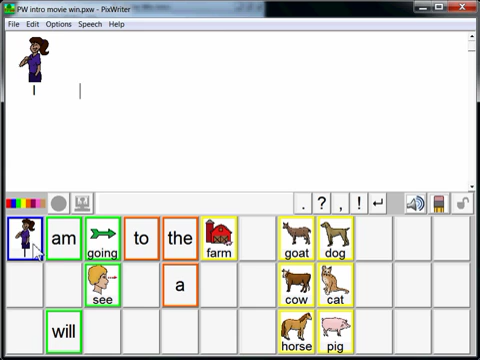 PW intro movie win.pxw - PixWriter
File Edit Options Speech Help
I
. ? , !
I am going to the farm goat dog
see a cow cat
will horse pig